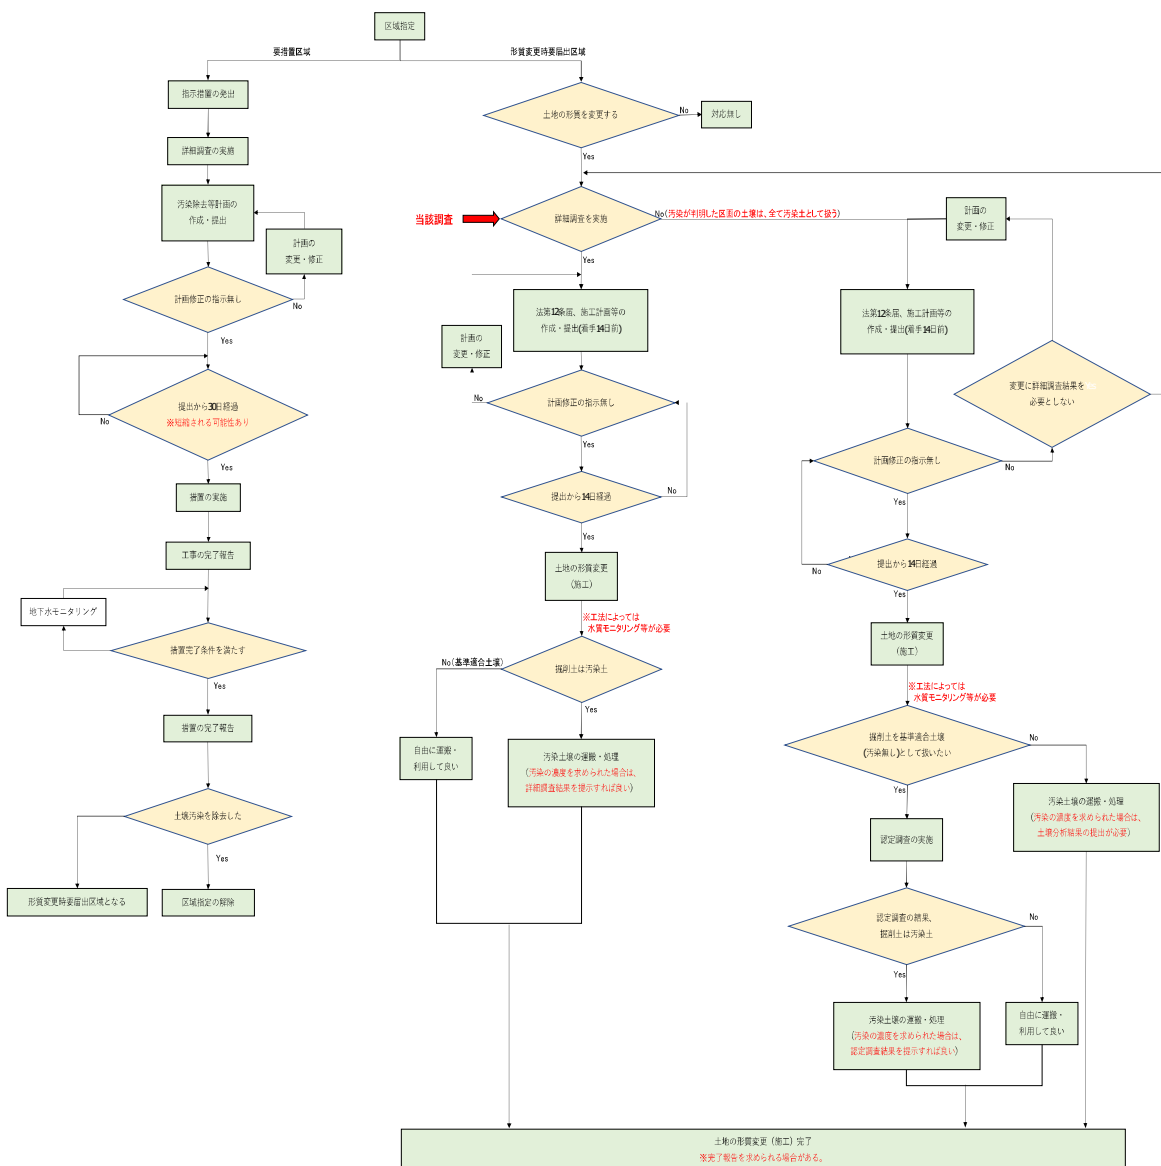 区域指定
要措置区域
形質変更時要届出区域
指示措置の発出
詳細調査の実施
汚染除去等計画の
作成・提出
計画の
変更・修正
計画修正の指示無し
No
Yes
提出から30日経過
※短縮される可能性あり
No
Yes
措置の実施
工事の完了報告
地下水モニタリング
措置完了条件を満たす
Yes
措置の完了報告
土壌汚染を除去した
Yes
形質変更時要届出区域となる
区域指定の解除
土地の形質を変更する
No
対応無し
Yes
当該調査
詳細調査を実施
No(汚染が判明した区画の土壌は、全て汚染土として扱う)
Yes
法第12条届、施工計画等の
作成・提出(着手14日前)
計画の
変更・修正
計画修正の指示無し
No
Yes
提出から14日経過
No
Yes
土地の形質変更
(施工)
※工法によっては
水質モニタリング等が必要
No(基準適合土壌)
掘削土は汚染土
Yes
自由に運搬・
利用して良い
汚染土壌の運搬・処理
(汚染の濃度を求められた場合は、
詳細調査結果を提示すれば良い)
計画の
変更・修正
法第12条届、施工計画等の
作成・提出(着手14日前)
変更に詳細調査結果を
必要としない
計画修正の指示無し
No
Yes
提出から14日経過
No
Yes
土地の形質変更
(施工)
※工法によっては
水質モニタリング等が必要
掘削土を基準適合土壌
(汚染無し)として扱いたい
No
Yes
汚染土壌の運搬・処理
(汚染の濃度を求められた場合は、
土壌分析結果の提出が必要)
認定調査の実施
認定調査の結果、
掘削土は汚染土
No
Yes
汚染土壌の運搬・処理
(汚染の濃度を求められた場合は、
認定調査結果を提示すれば良い)
自由に運搬・
利用して良い
土地の形質変更(施工)完了
※完了報告を求められる場合がある。